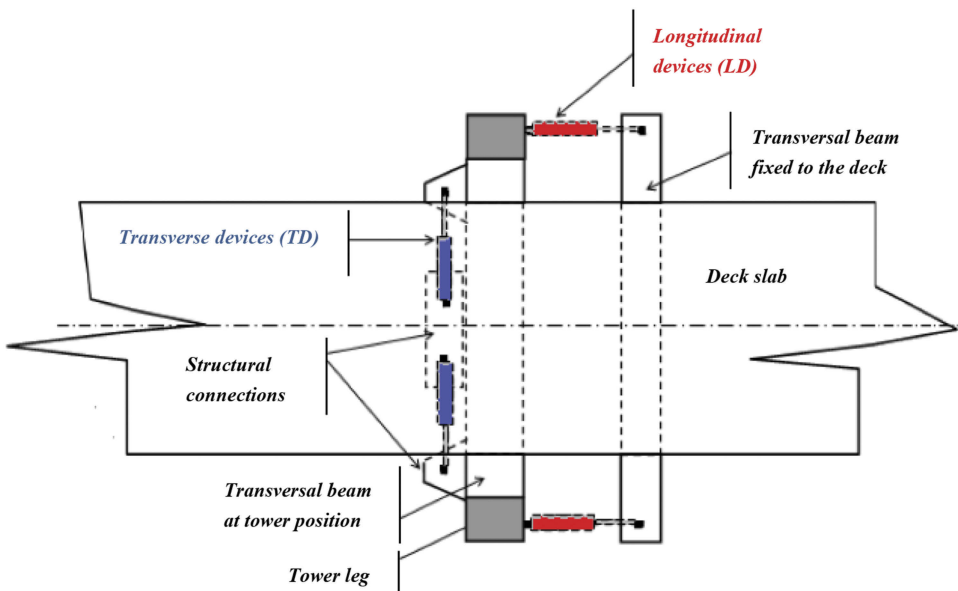 Longitudinal
devices (LD)
Transversal beam
fixed to the deck
Transverse devices (TD)
Deck slab
Structural
connections
Transversal beam
at tower position
Tower leg